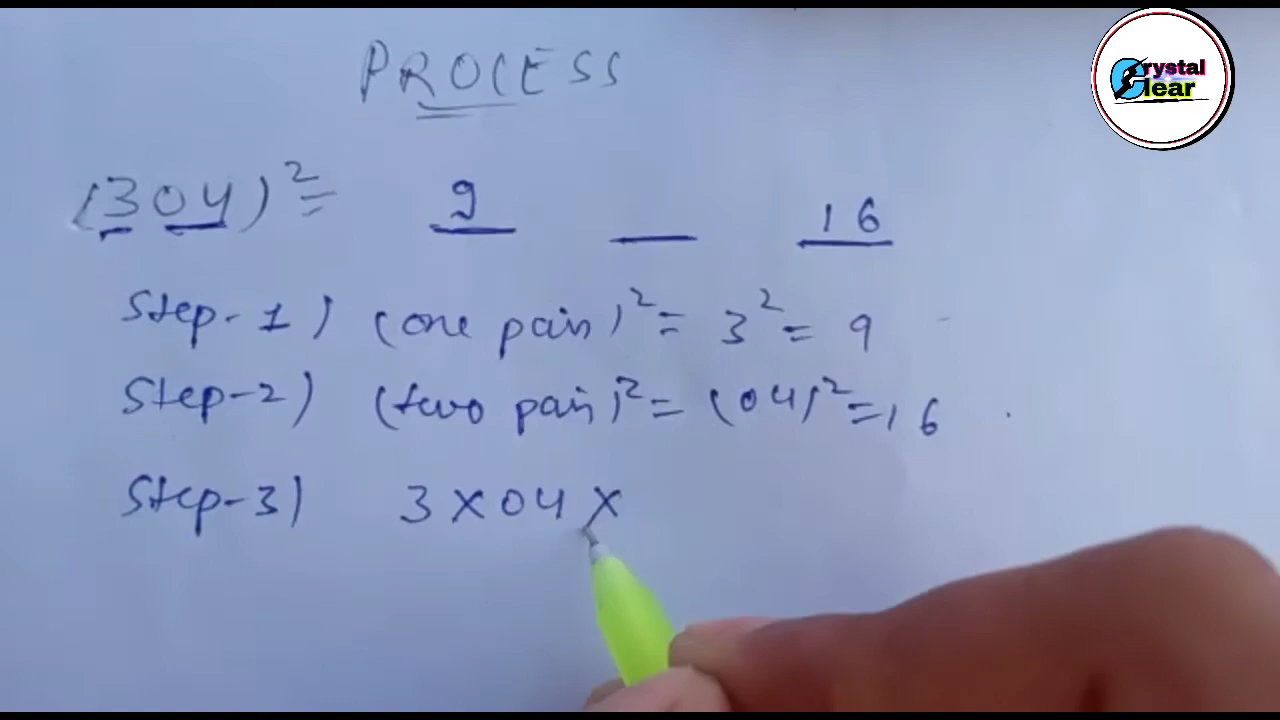 Crystal
Clear
PROCESS
(304)²= 9 __ 16
Step-1) (one pair)²= 3²= 9
Step-2) (two pair)²= (04)²=16
Step-3) 3×04×